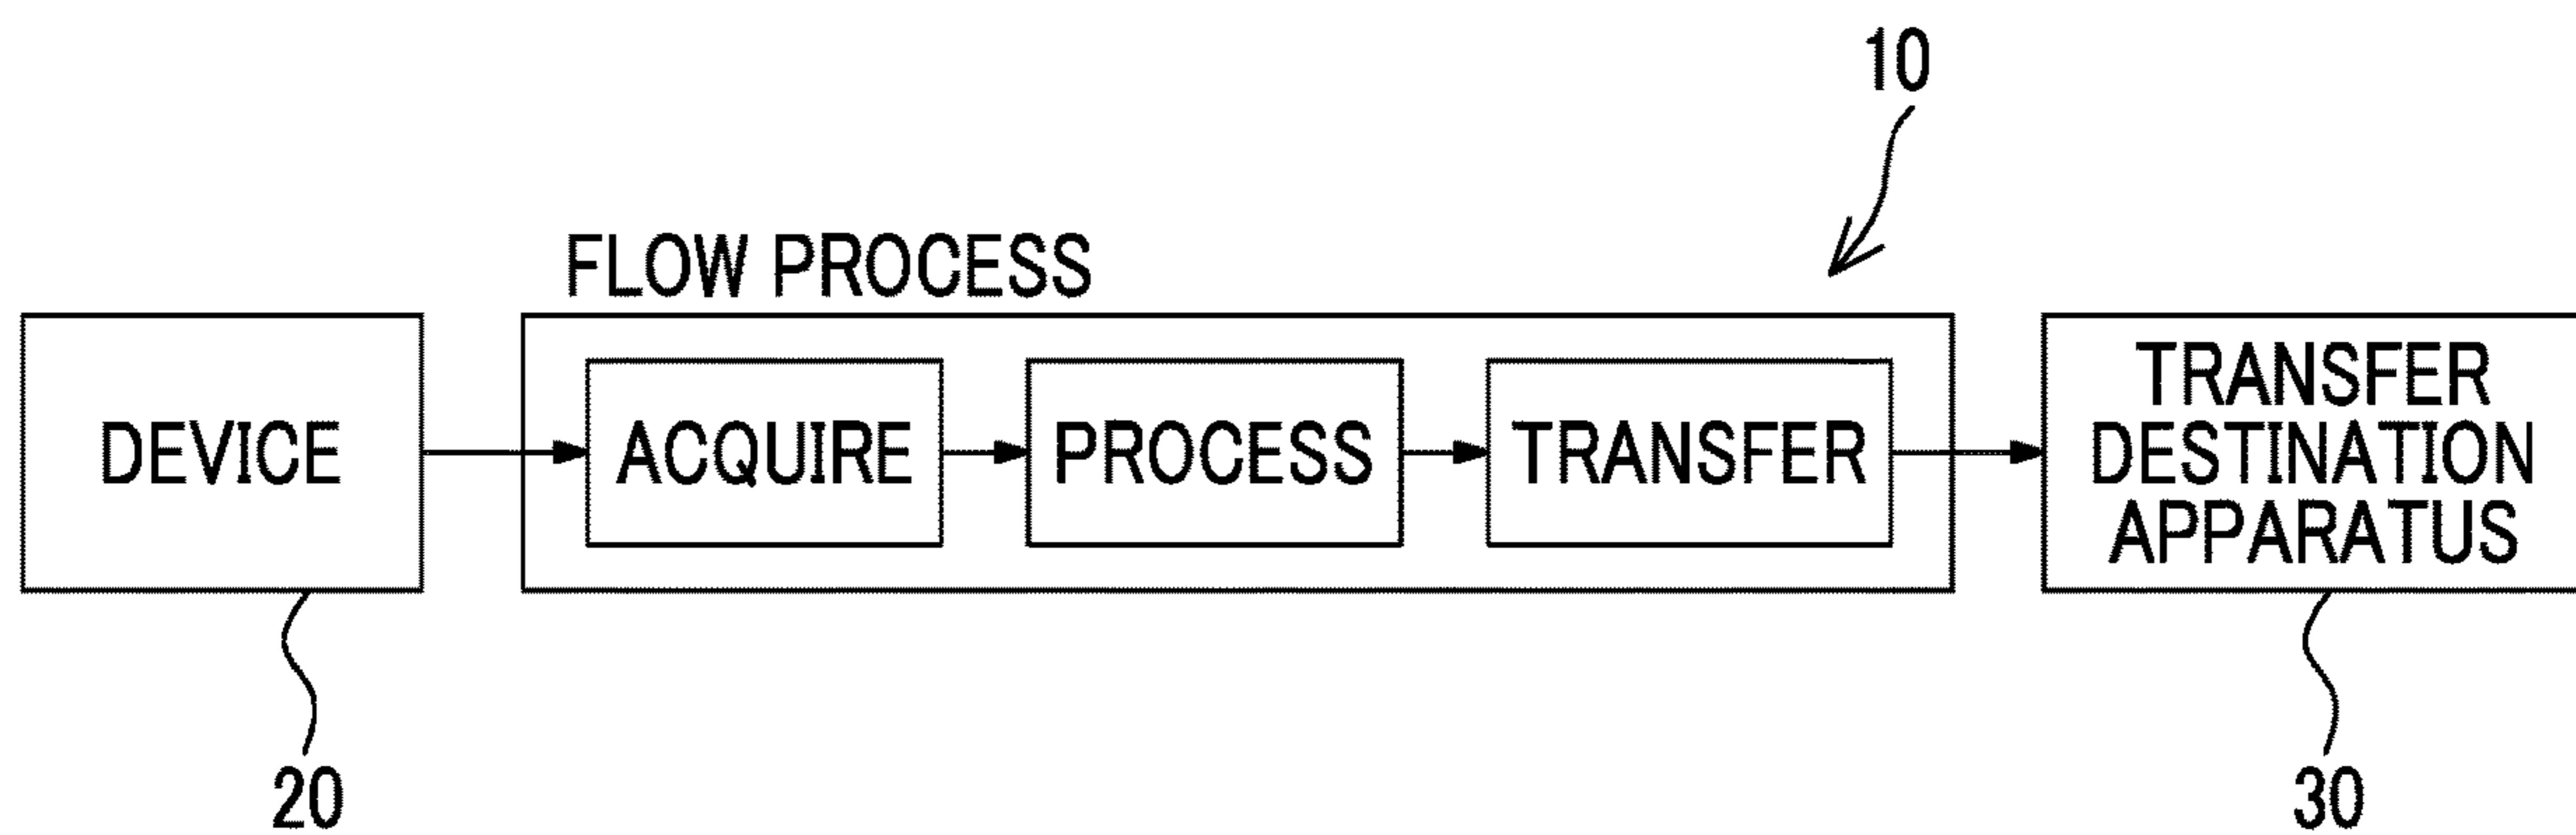 10
FLOW PROCESS
DEVICE
ACQUIRE
PROCESS
TRANSFER
TRANSFER
DESTINATION
APPARATUS
20
30